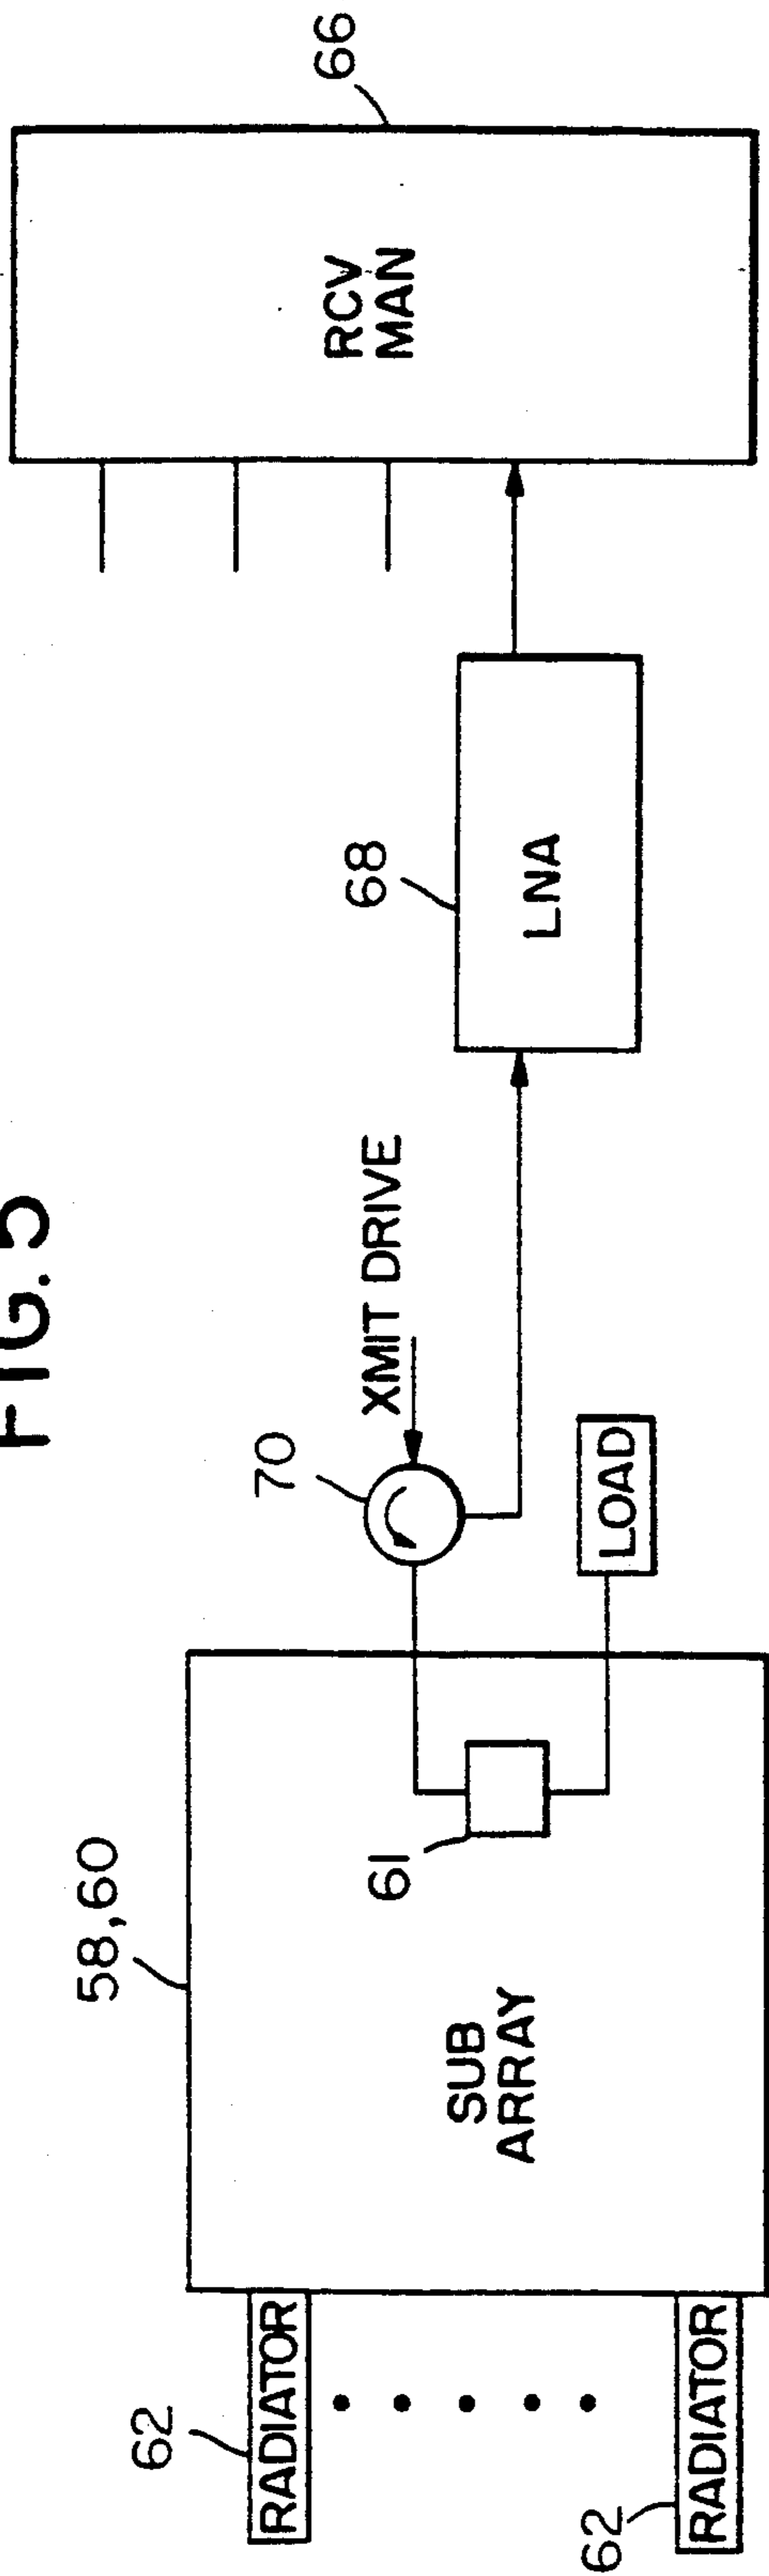 FIG. 5
58,60
62
RADIATOR
62
RADIATOR
SUB
ARRAY
61
70
XMIT DRIVE
LOAD
68
LNA
RCV
MAN
66